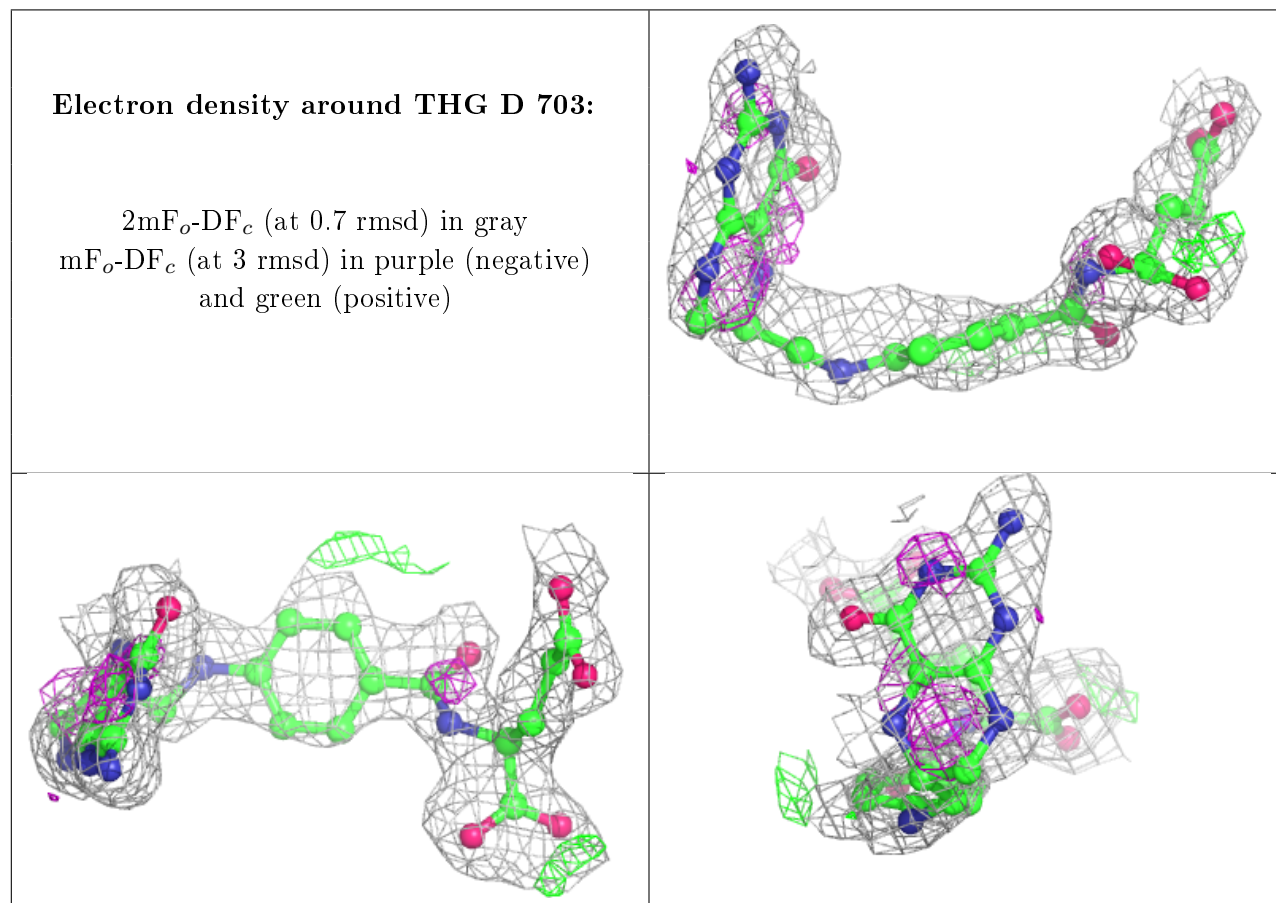 Electron density around THG D 703:
2mFo-DFc (at 0.7 rmsd) in gray
mFo-DFc (at 3 rmsd) in purple (negative)
and green (positive)